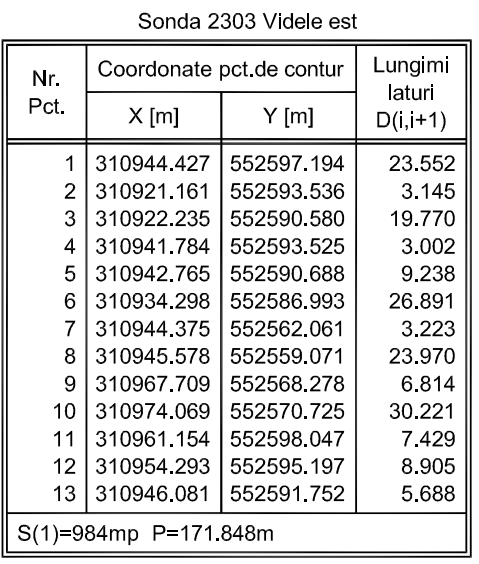 Sonda 2303 Videle est
Nr. Pct. Coordonate pct.de contur Lungimi laturi D(i,i+1)
X [m] Y [m]
1 310944.427 552597.194 23.552
2 310921.161 552593.536 3.145
3 310922.235 552590.580 19.770
4 310941.784 552593.525 3.002
5 310942.765 552590.688 9.238
6 310934.298 552586.993 26.891
7 310944.375 552562.061 3.223
8 310945.578 552559.071 23.970
9 310967.709 552568.278 6.814
10 310974.069 552570.725 30.221
11 310961.154 552598.047 7.429
12 310954.293 552595.197 8.905
13 310946.081 552591.752 5.688
S(1)=984mp P=171.848m